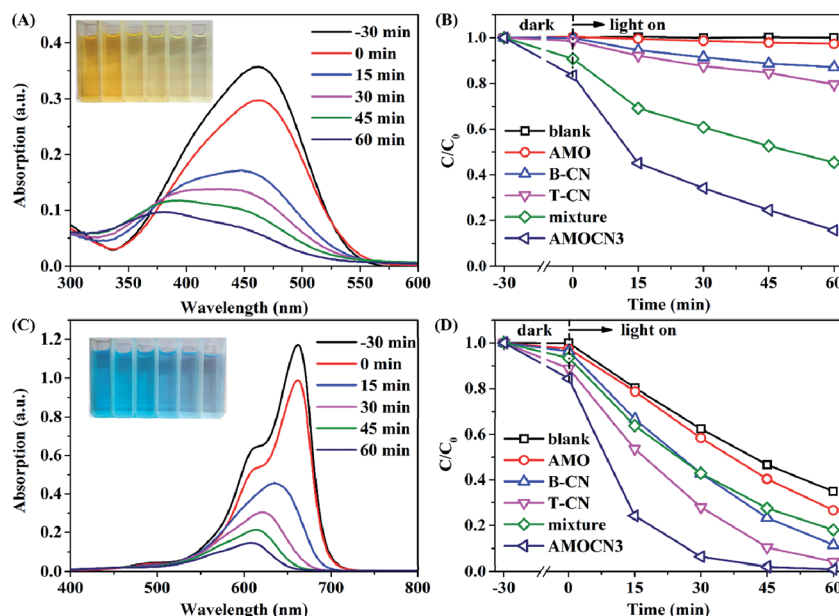 (A)
-30 min
0 min
15 min
30 min
45 min
60 min
Absorption (a.u.)
0.4
0.3
0.2
0.1
0.0
300 350 400 450 500 550 600
Wavelength (nm)
(B)
dark
light on
C/C0
1.0
0.8
0.6
0.4
0.2
0.0
blank
AMO
B-CN
T-CN
mixture
AMOCN3
-30 0 15 30 45 60
Time (min)
(C)
-30 min
0 min
15 min
30 min
45 min
60 min
Absorption (a.u.)
1.2
1.0
0.8
0.6
0.4
0.2
0.0
400 500 600 700 800
Wavelength (nm)
(D)
dark
light on
C/C0
1.0
0.8
0.6
0.4
0.2
0.0
blank
AMO
B-CN
T-CN
mixture
AMOCN3
-30 0 15 30 45 60
Time (min)